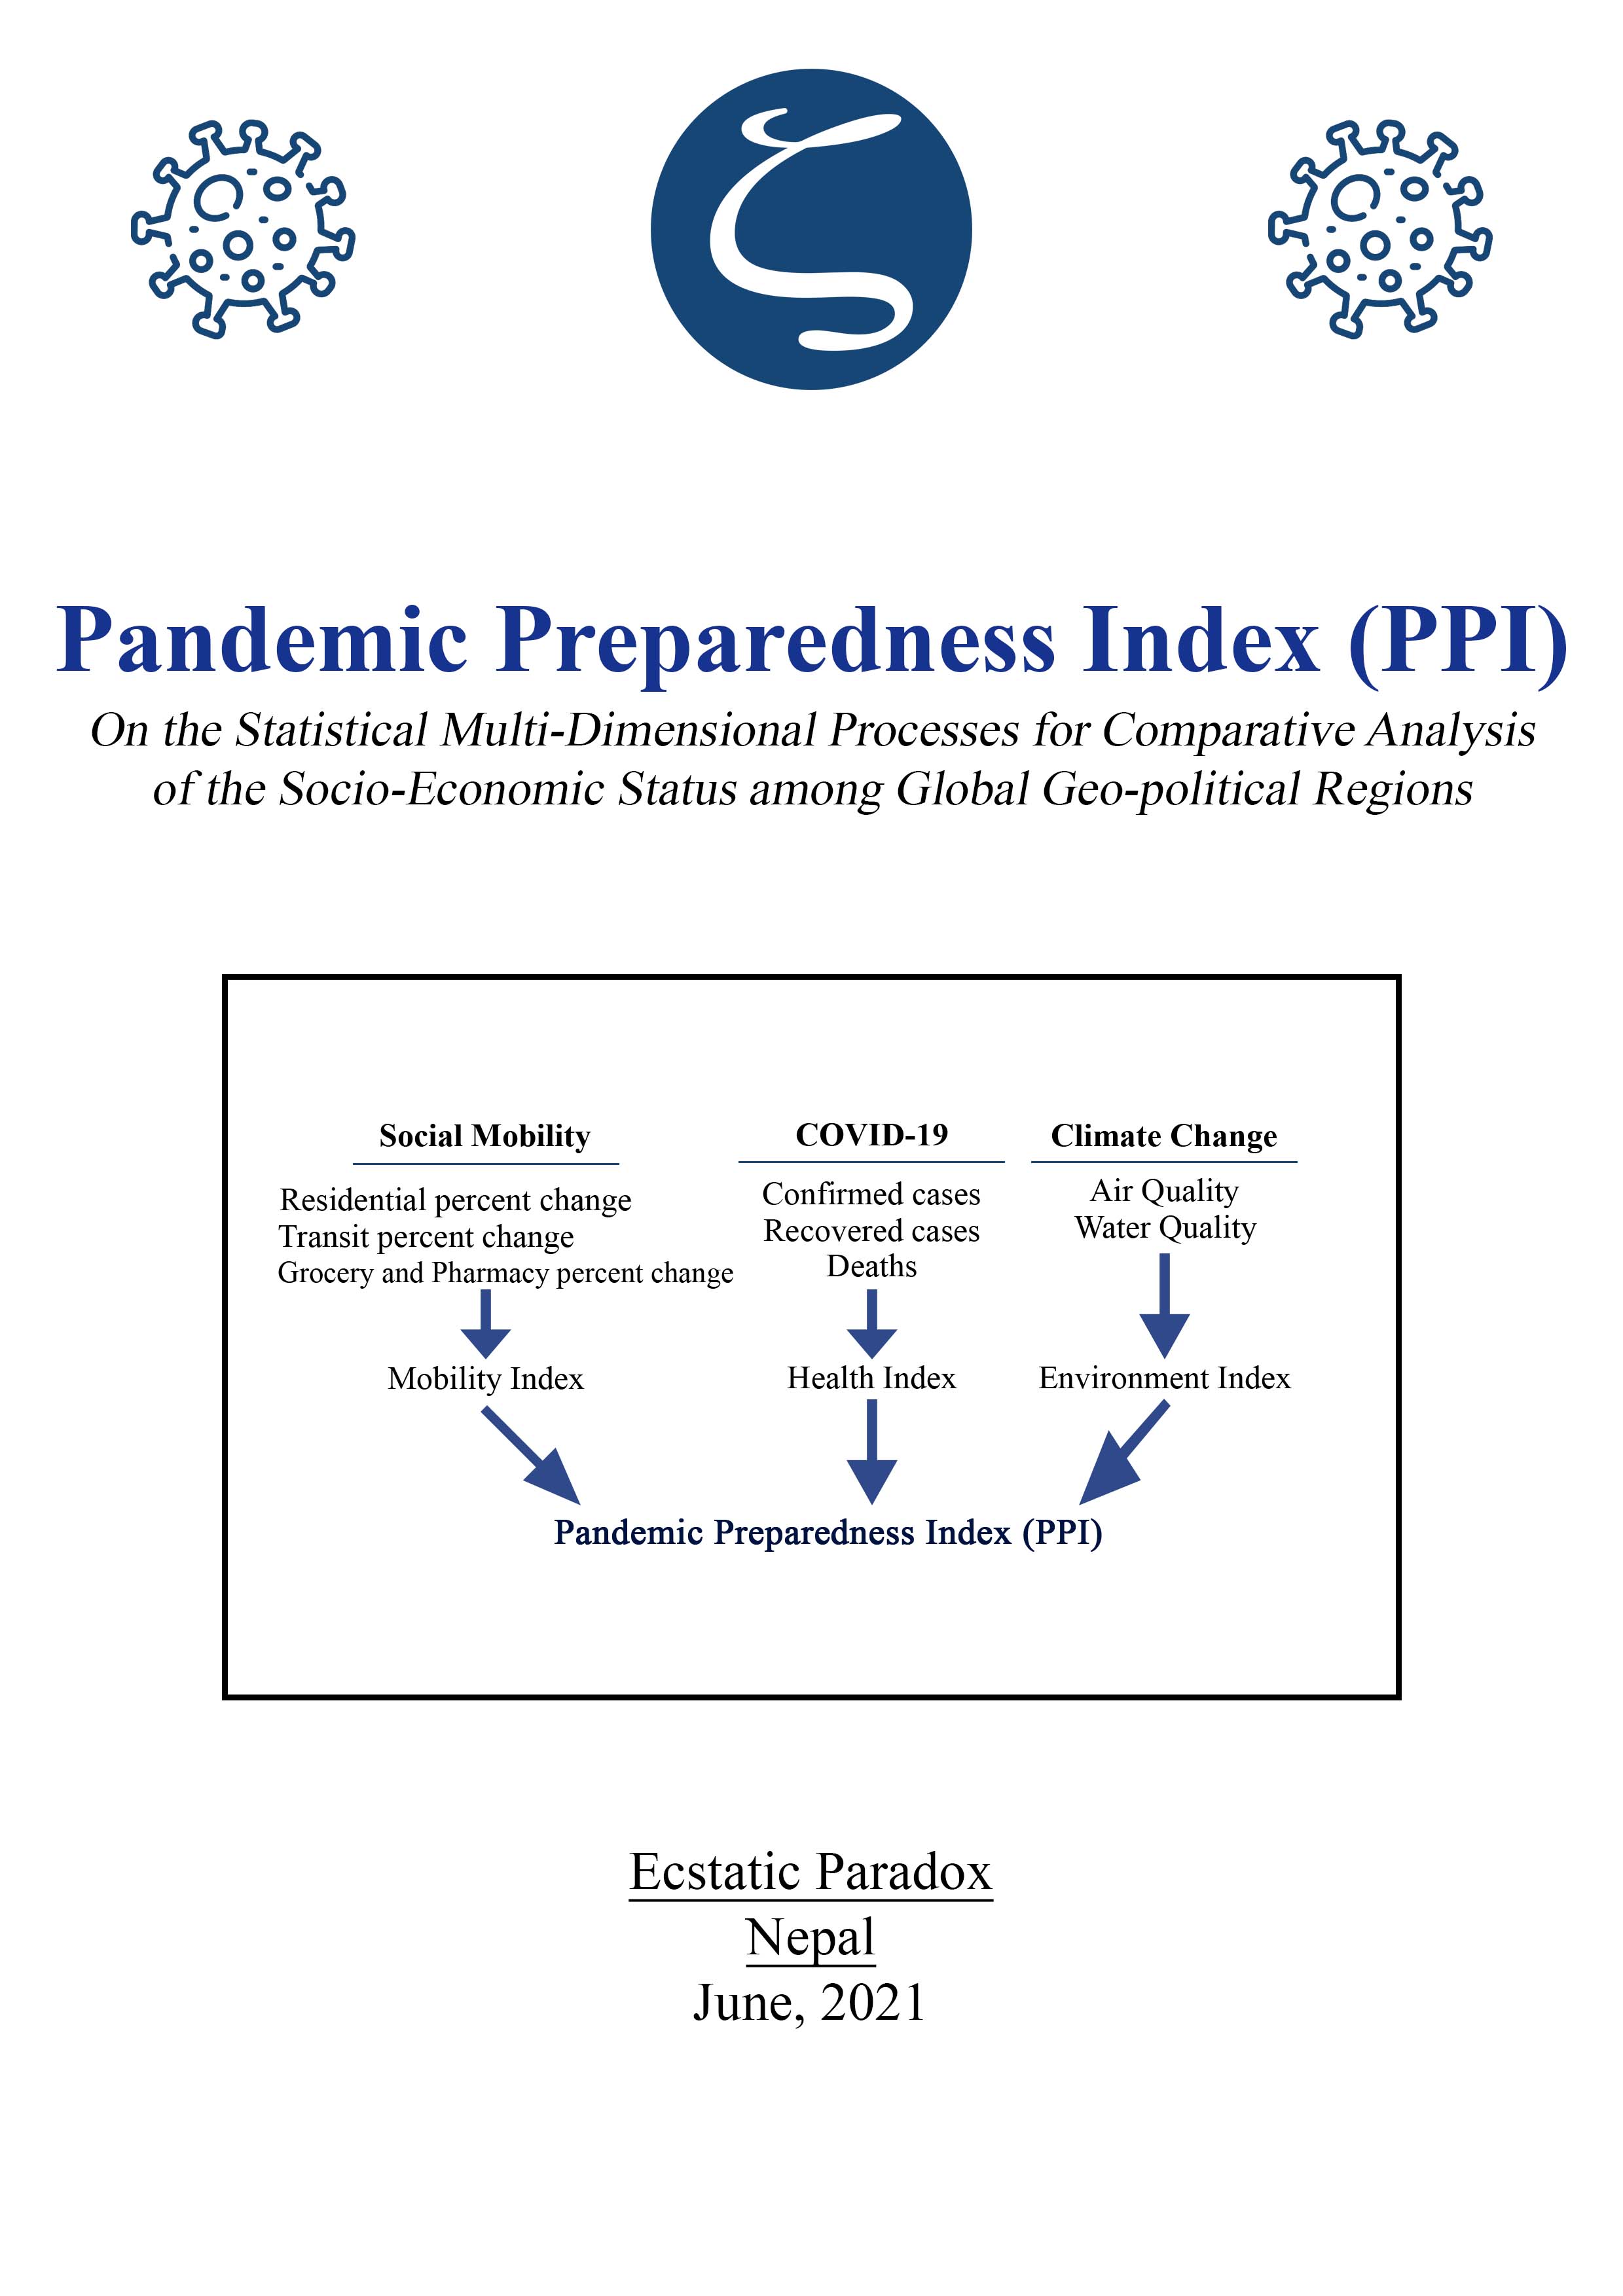 Pandemic Preparedness Index (PPI)
On the Statistical Multi-Dimensional Processes for Comparative Analysis
of the Socio-Economic Status among Global Geo-political Regions
Social Mobility
Residential percent change
Transit percent change
Grocery and Pharmacy percent change
Mobility Index
COVID-19
Confirmed cases
Recovered cases
Deaths
Health Index
Climate Change
Air Quality
Water Quality
Environment Index
Pandemic Preparedness Index (PPI)
Ecstatic Paradox
Nepal
June, 2021